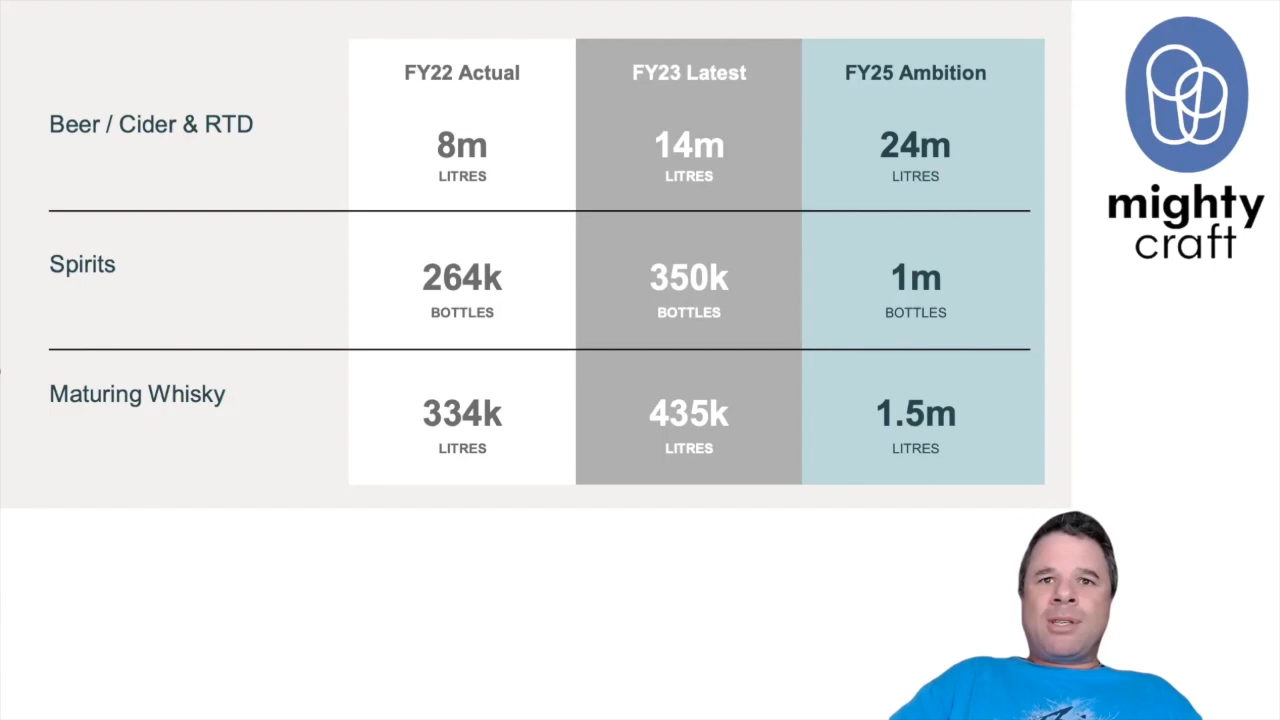 FY22 Actual
FY23 Latest
FY25 Ambition
Beer / Cider & RTD
8m
14m
24m
LITRES
LITRES
LITRES
Spirits
264k
350k
1m
BOTTLES
BOTTLES
BOTTLES
Maturing Whisky
334k
435k
1.5m
LITRES
LITRES
LITRES
mighty
craft